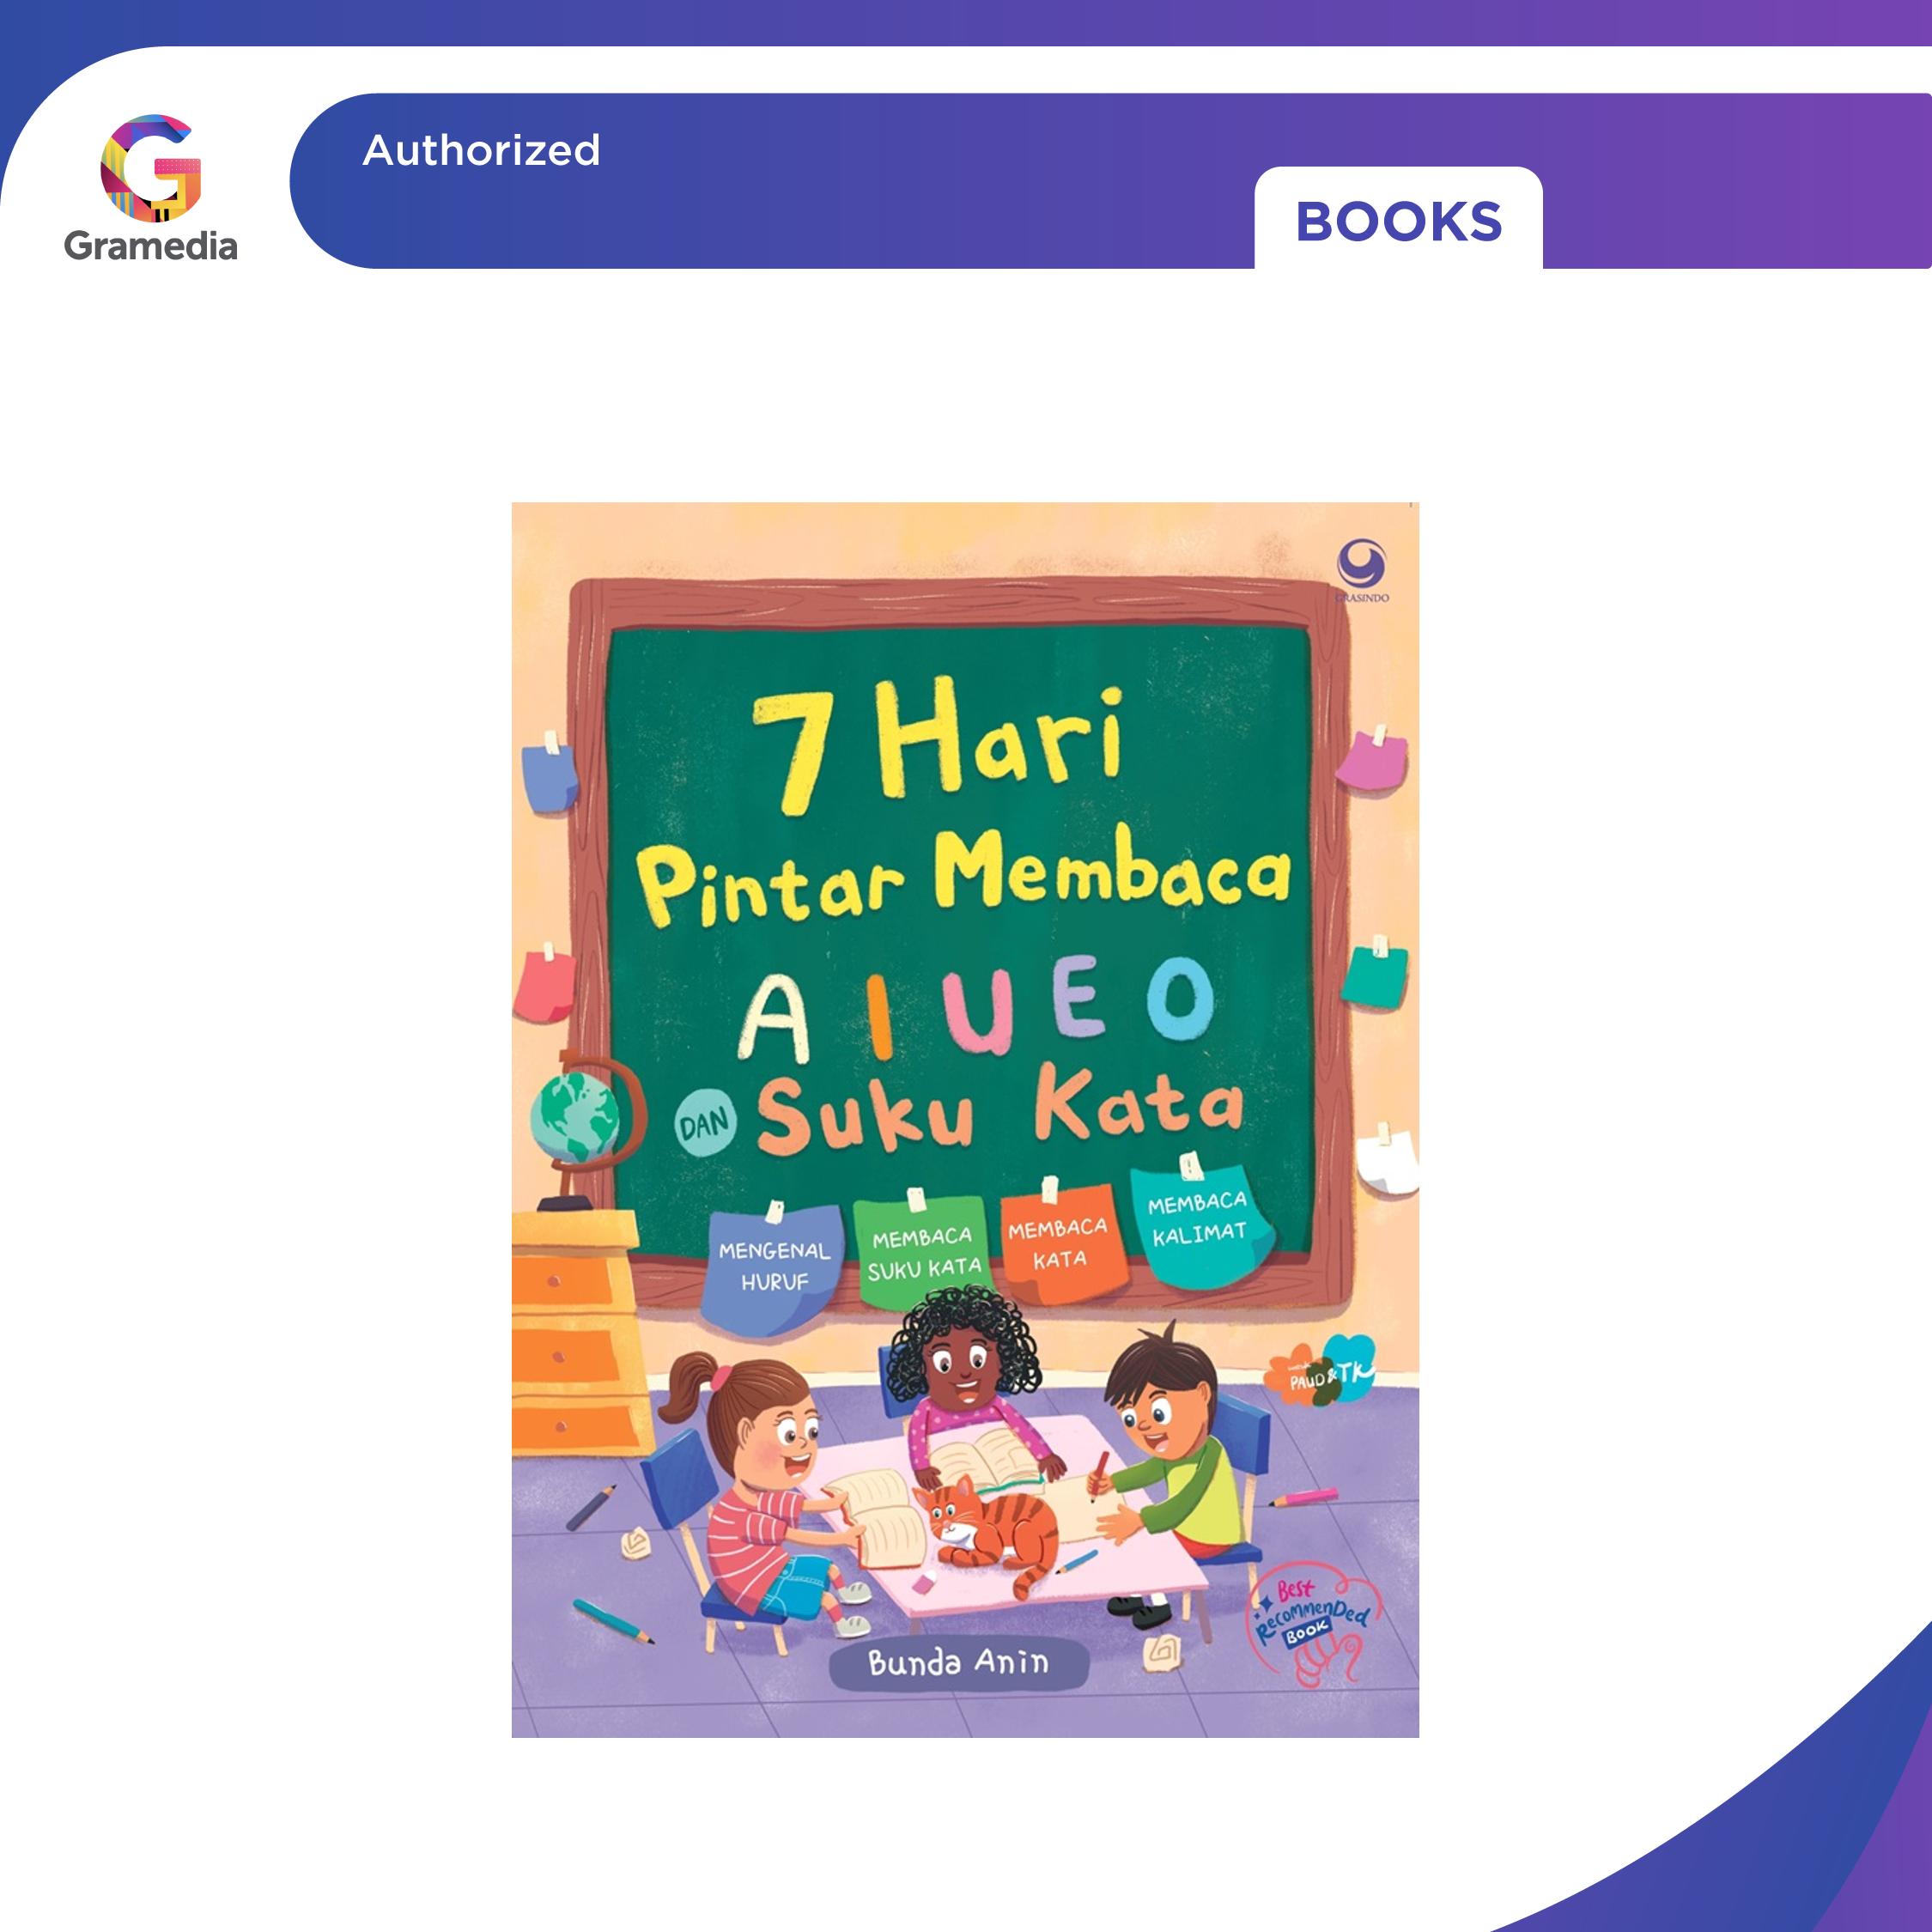 Authorized
Gramedia
BOOKS
GRASINDO
7 Hari
Pintar Membaca
A I U E O
DAN Suku Kata
MENGENAL
HURUF
MEMBACA
SUKU KATA
MEMBACA
KATA
MEMBACA
KALIMAT
PAUD & TK
Best
Recommended
BOOK
Bunda Anin